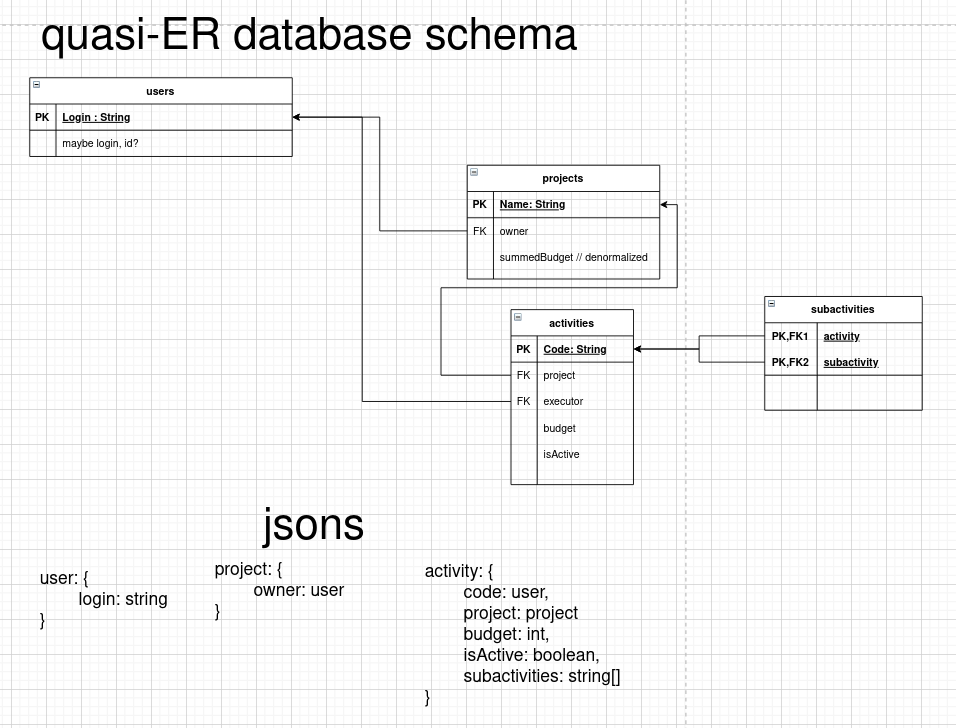 quasi-ER database schema
users
PK Login : String
maybe login, id?
projects
PK Name: String
FK owner
summedBudget // denormalized
activities
PK Code: String
FK project
FK executor
budget
isActive
subactivities
PK,FK1 activity
PK,FK2 subactivity
jsons
user: {
login: string
}
project: {
owner: user
}
activity: {
code: user,
project: project
budget: int,
isActive: boolean,
subactivities: string[]
}